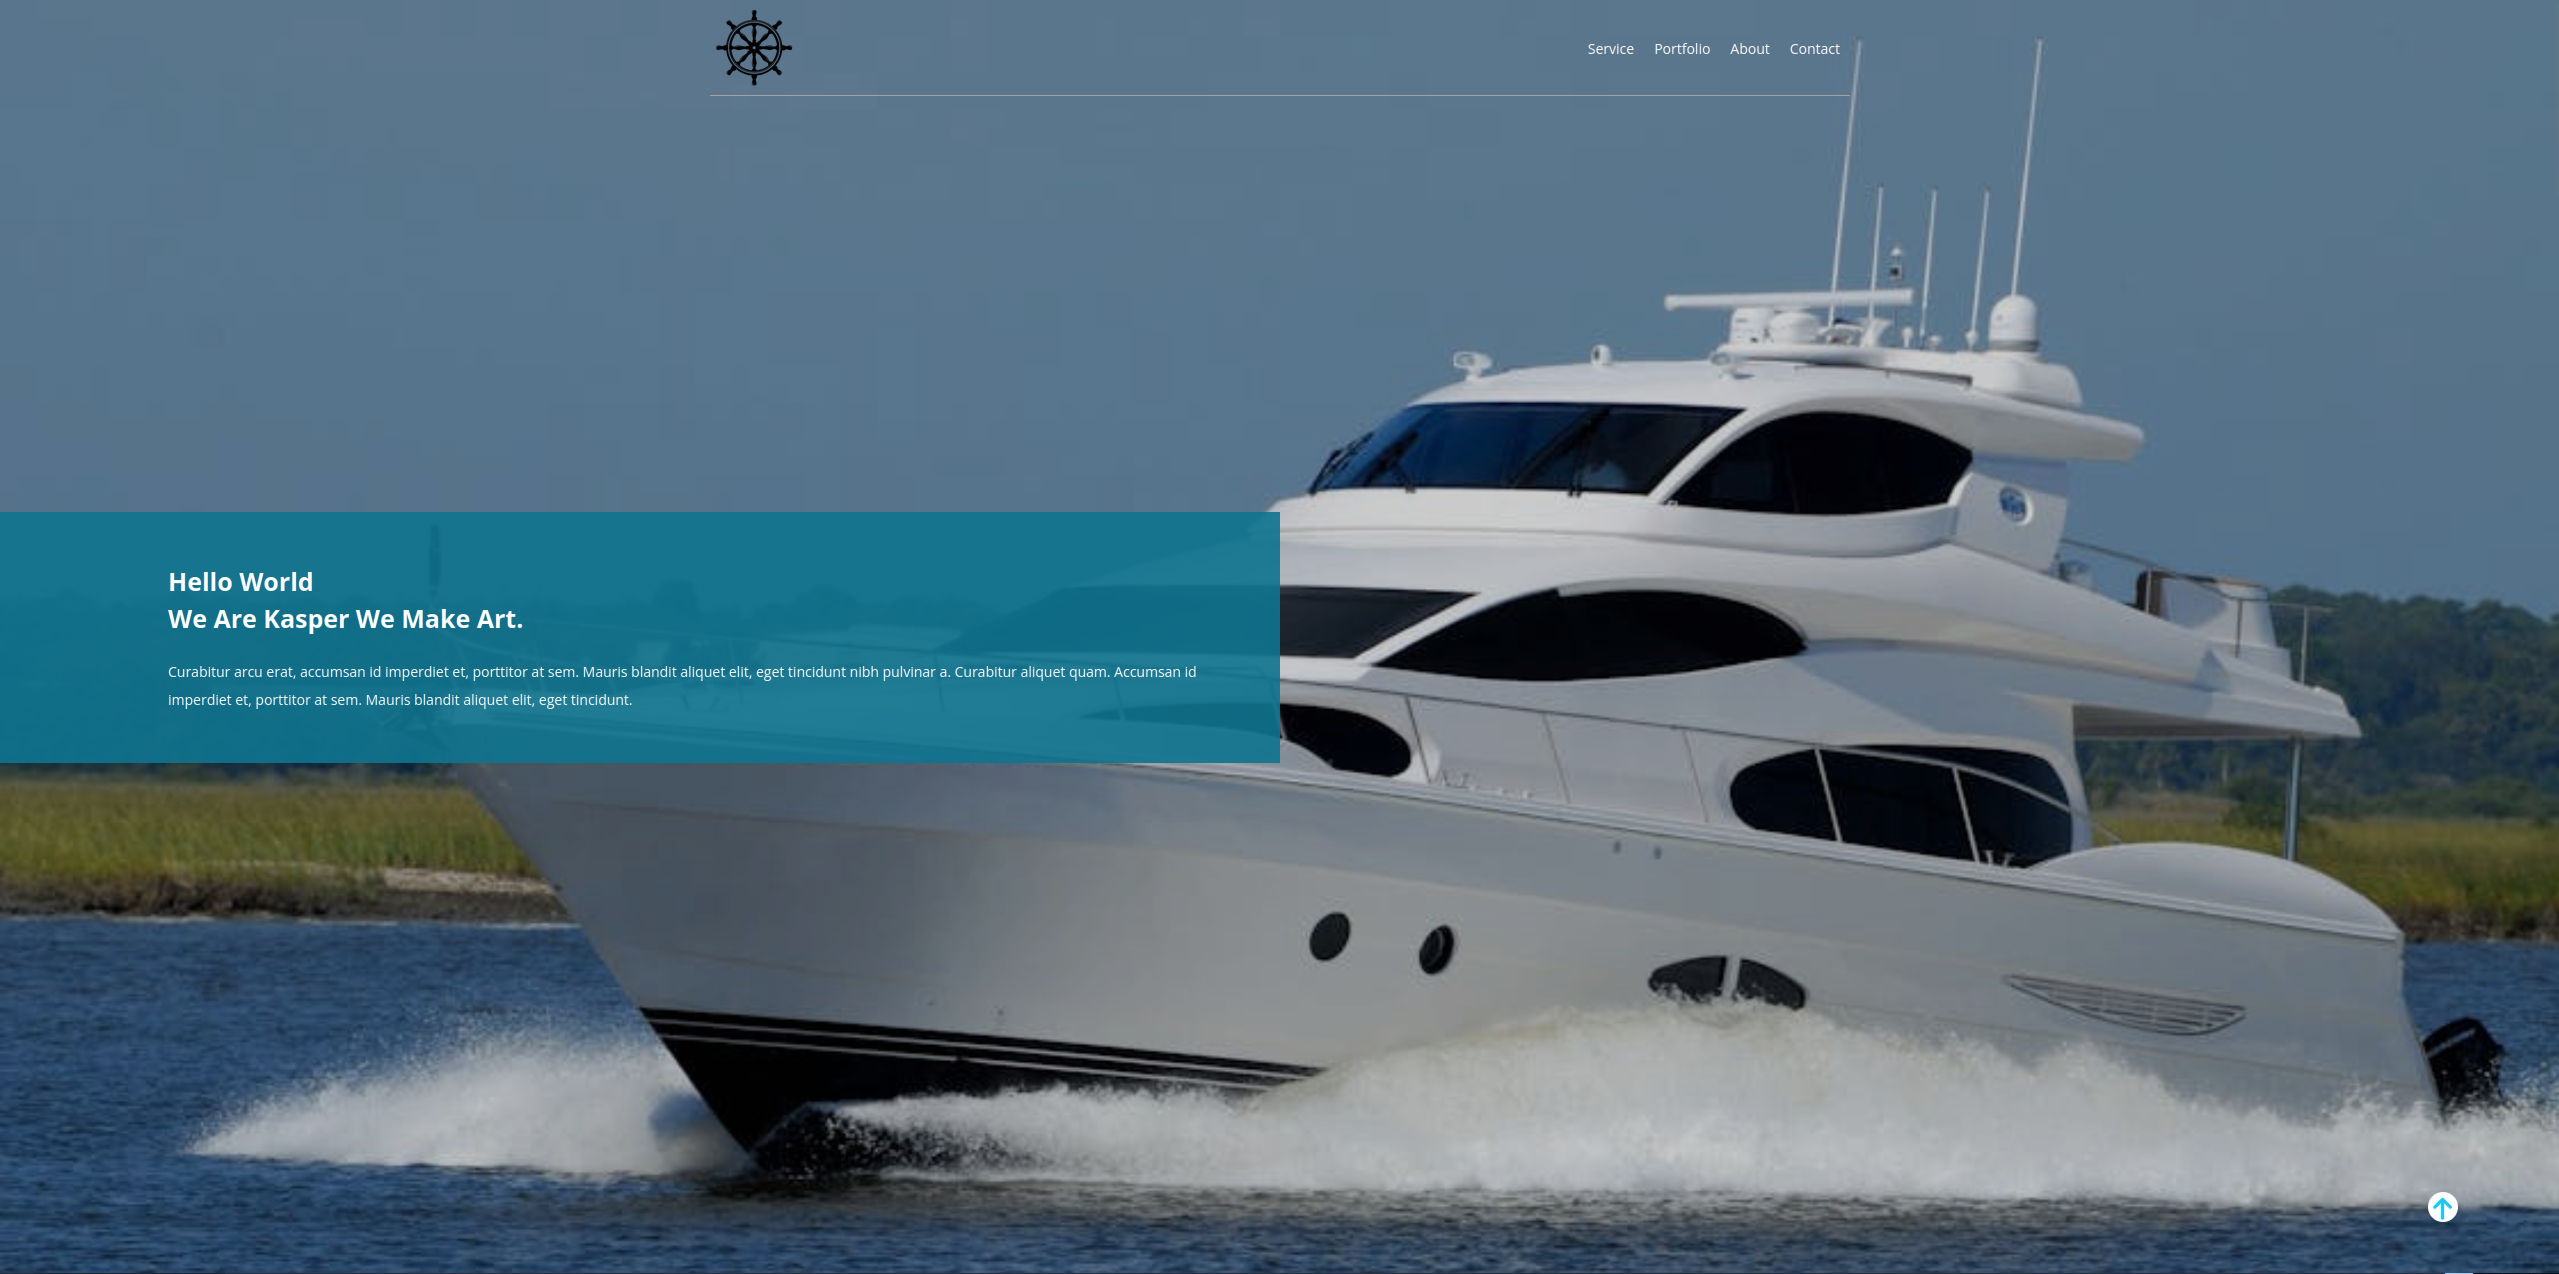 Service Portfolio About Contact
Hello World
We Are Kasper We Make Art.
Curabitur arcu erat, accumsan id imperdiet et, porttitor at sem. Mauris blandit aliquet elit, eget tincidunt nibh pulvinar a. Curabitur aliquet quam. Accumsan id
imperdiet et, porttitor at sem. Mauris blandit aliquet elit, eget tincidunt.